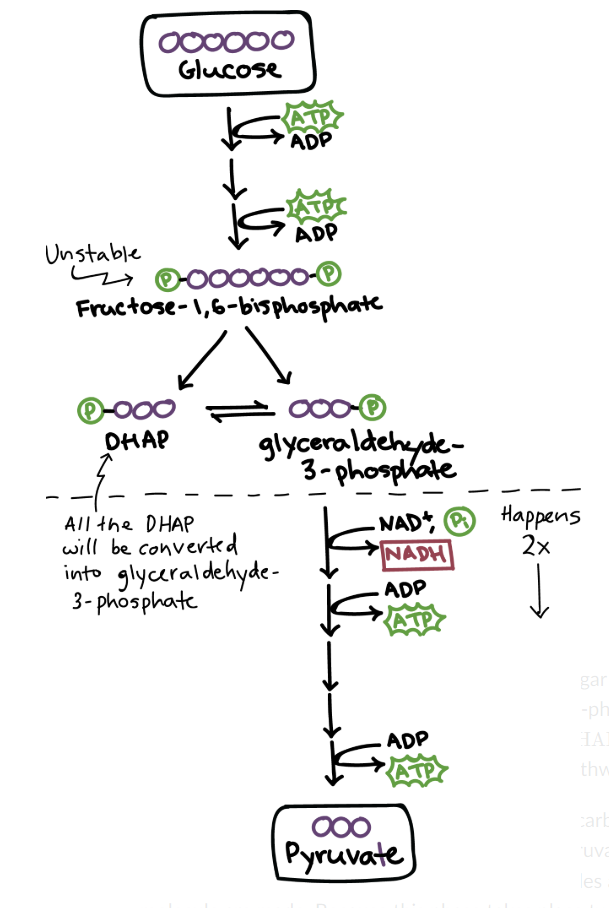 Glucose
ATP
ADP
ATP
ADP
Unstable
P P
Fructose-1,6-bisphosphate
P P
DHAP
glyceraldehyde-
3-phosphate
All the DHAP
will be converted
into glyceraldehyde-
3-phosphate
NAD+, Pi
NADH
Happens
2x
ADP
ATP
ADP
ATP
Pyruvate